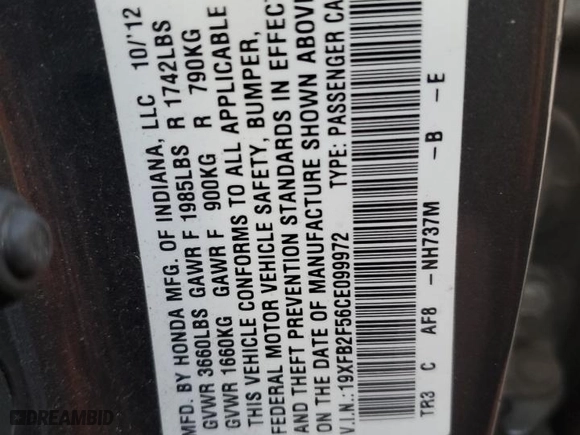 MFD. BY HONDA MFG. OF INDIANA, LLC 10/'12
GVWR 3660LBS GAWR F 1985LBS R 1742LBS
GVWR 1660KG GAWR F 900KG R 790KG
THIS VEHICLE CONFORMS TO ALL APPLICABLE
FEDERAL MOTOR VEHICLE SAFETY, BUMPER,
AND THEFT PREVENTION STANDARDS IN EFFECT
ON THE DATE OF MANUFACTURE SHOWN ABOVE
V.I.N.: 19XFB2F56CE099972 TYPE: PASSENGER CA
TR3 C AF8 -NH737M -B -E
DREAMBID